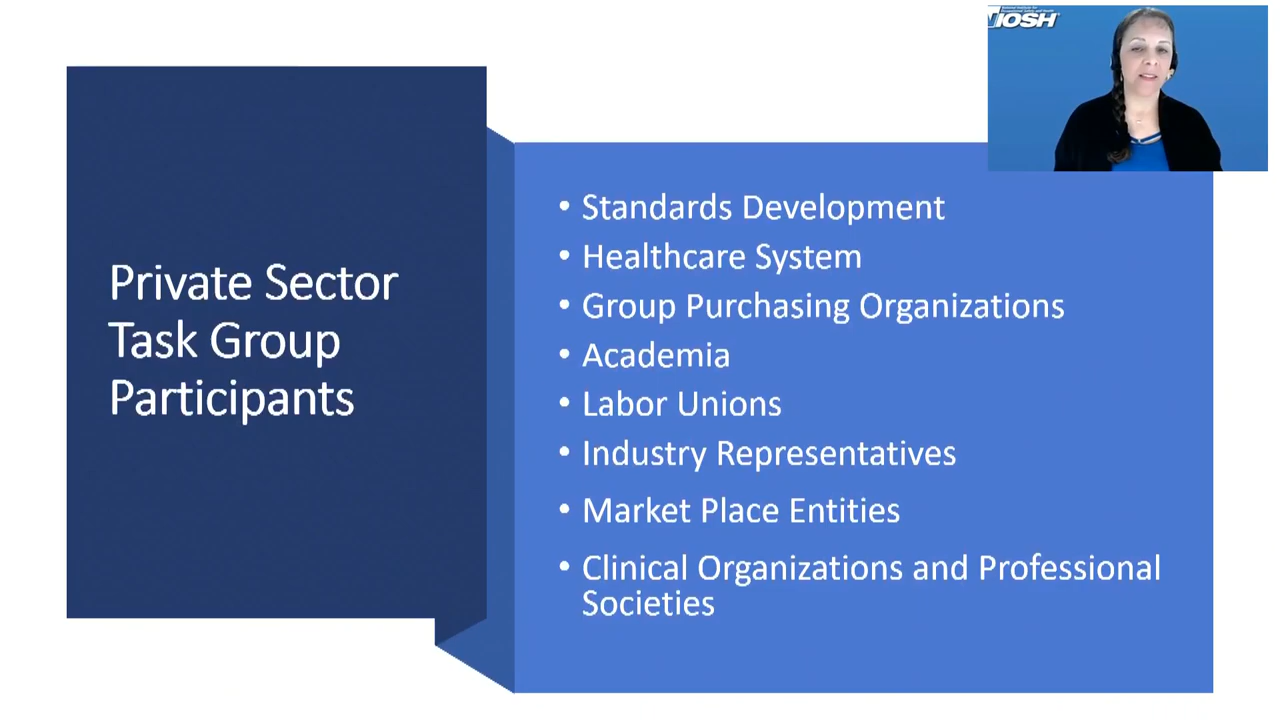 NIOSH
Private Sector
Task Group
Participants
• Standards Development
• Healthcare System
• Group Purchasing Organizations
• Academia
• Labor Unions
• Industry Representatives
• Market Place Entities
• Clinical Organizations and Professional
Societies